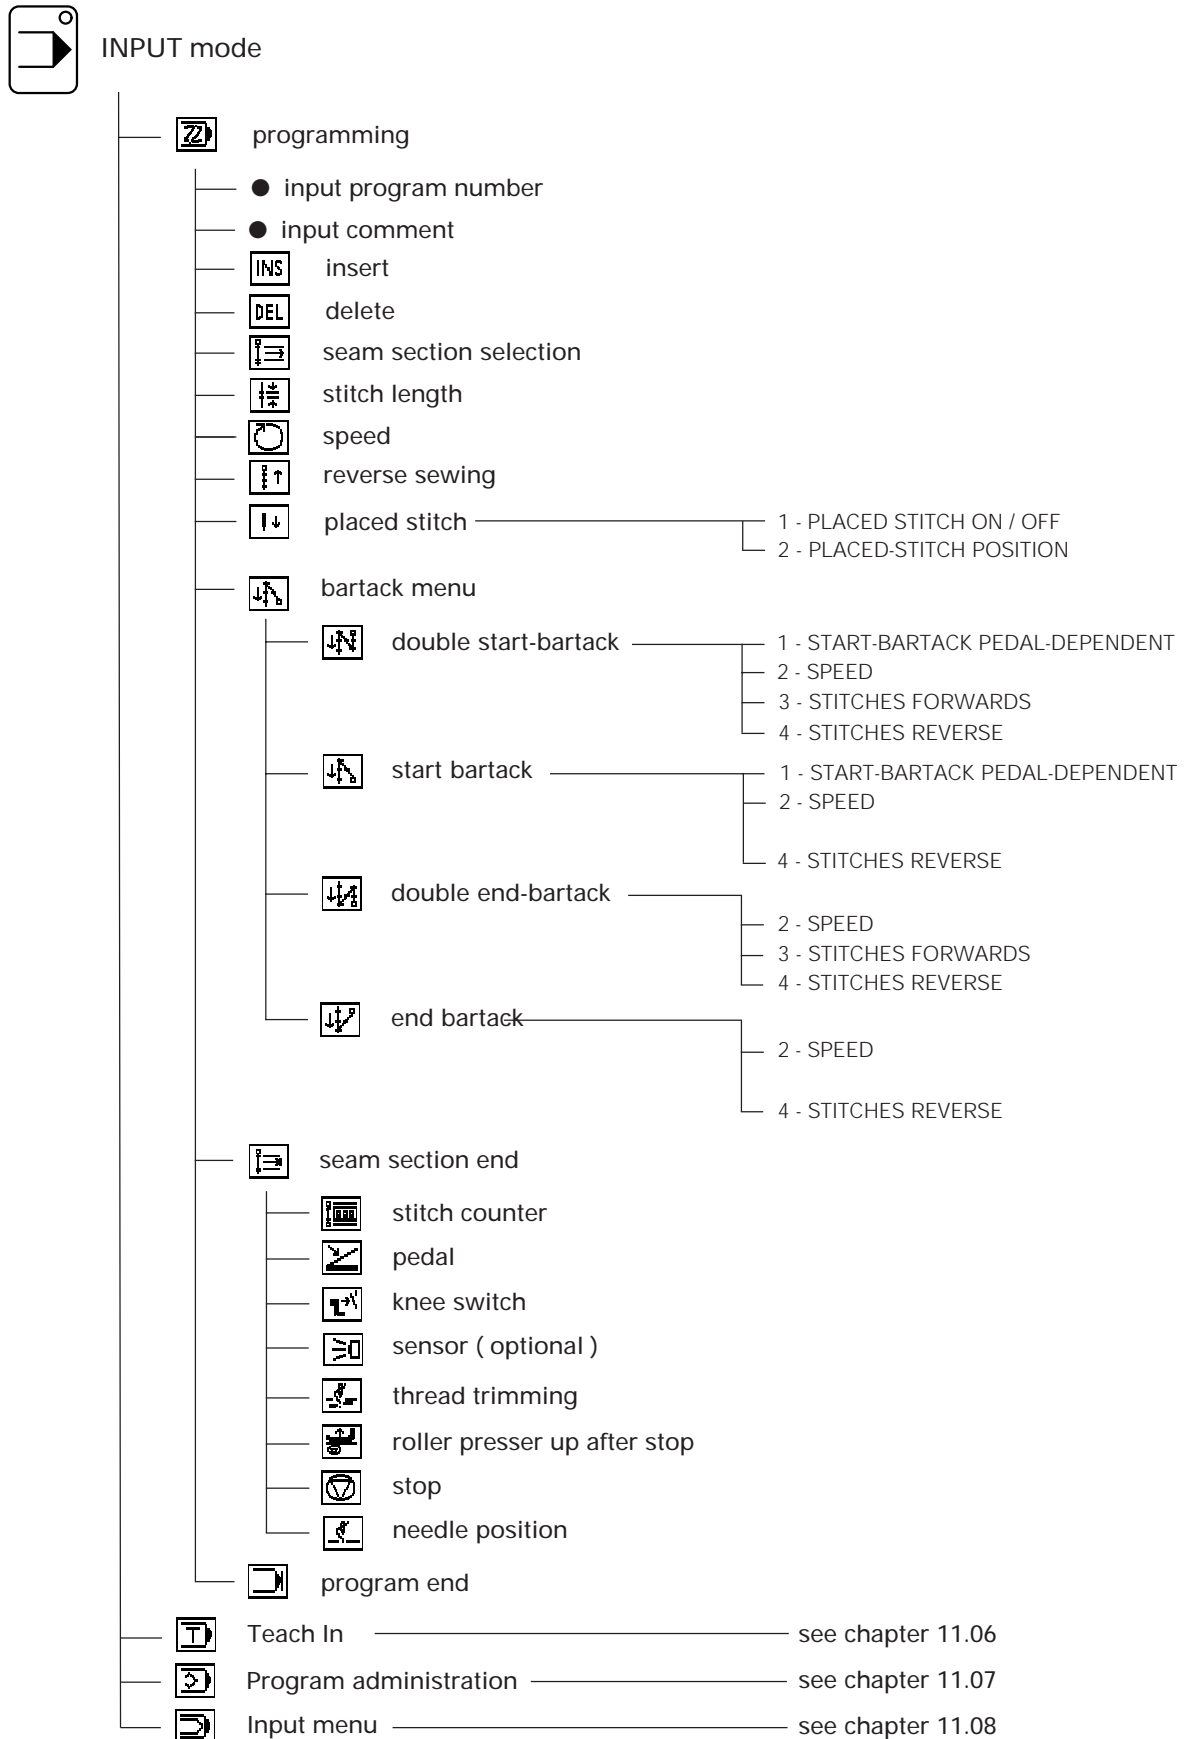 INPUT mode
programming
● input program number
● input comment
INS insert
DEL delete
seam section selection
stitch length
speed
reverse sewing
placed stitch 1 - PLACED STITCH ON / OFF
2 - PLACED-STITCH POSITION
bartack menu
double start-bartack 1 - START-BARTACK PEDAL-DEPENDENT
2 - SPEED
3 - STITCHES FORWARDS
4 - STITCHES REVERSE
start bartack 1 - START-BARTACK PEDAL-DEPENDENT
2 - SPEED
4 - STITCHES REVERSE
double end-bartack
2 - SPEED
3 - STITCHES FORWARDS
4 - STITCHES REVERSE
end bartack
2 - SPEED
4 - STITCHES REVERSE
seam section end
stitch counter
pedal
knee switch
sensor ( optional )
thread trimming
roller presser up after stop
stop
needle position
program end
T Teach In see chapter 11.06
Program administration see chapter 11.07
Input menu see chapter 11.08